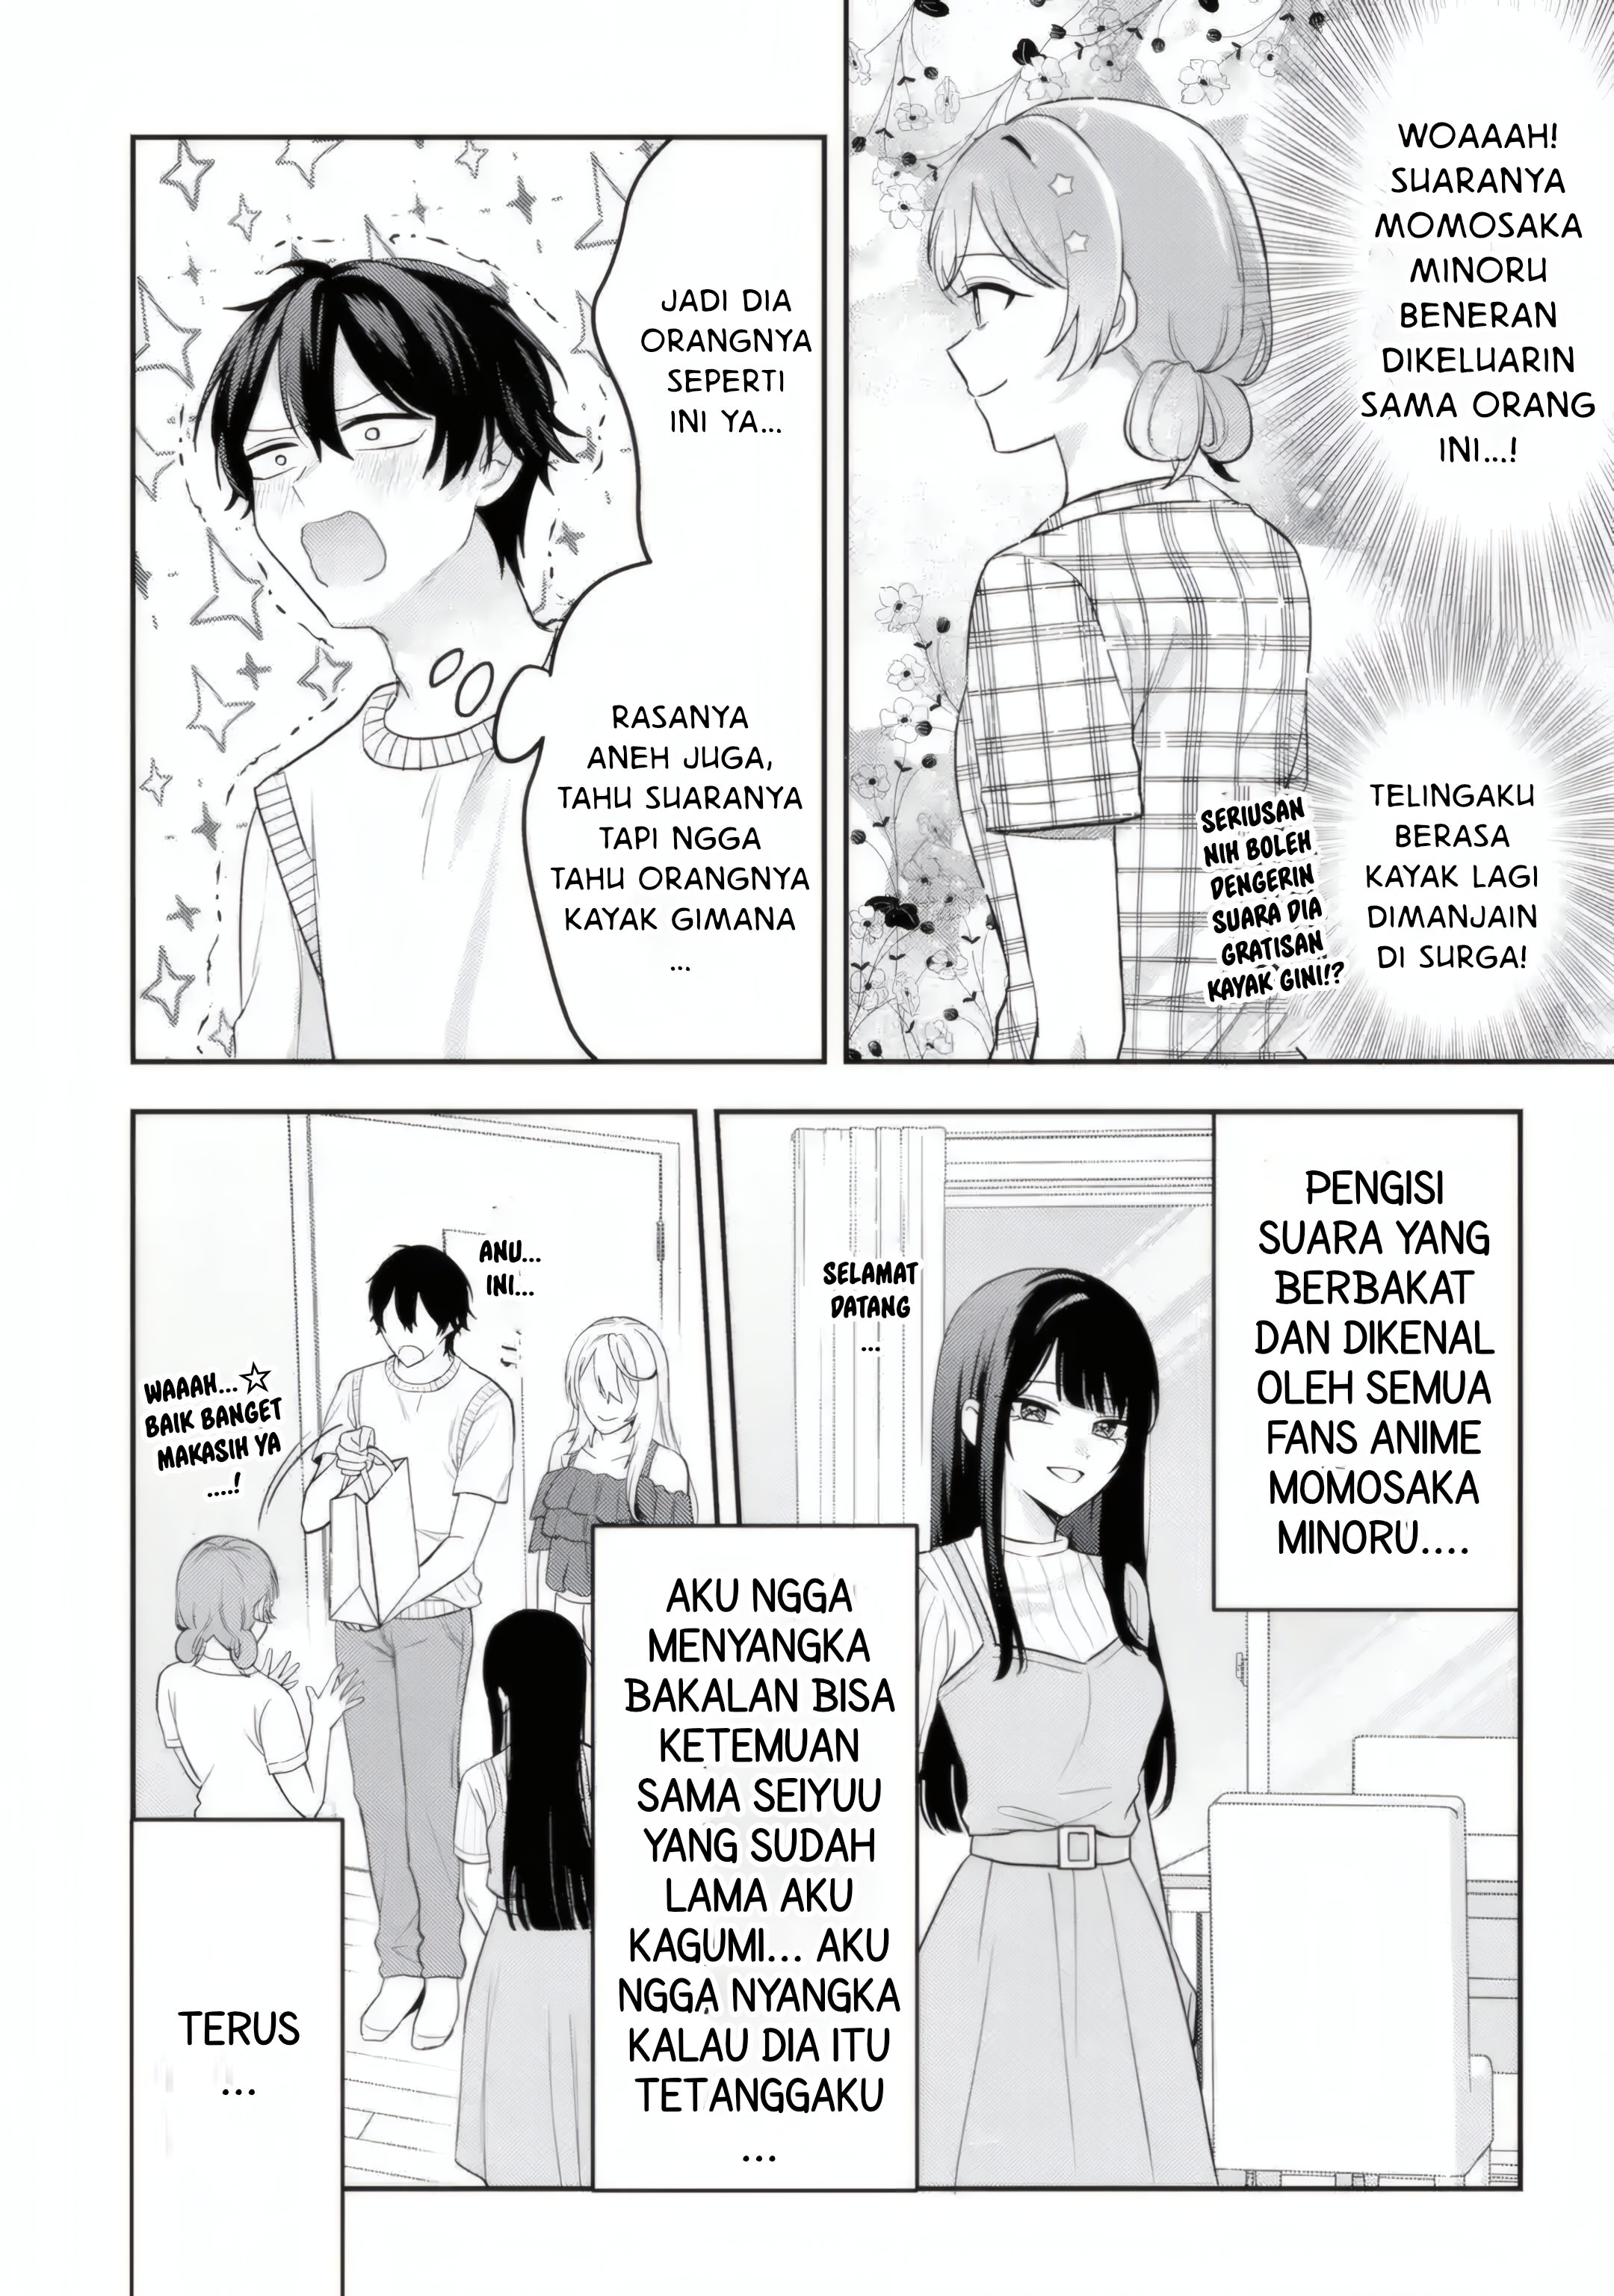 WOAAAH!
SUARANYA
MOMOSAKA
MINORU
BENERAN
DIKELUARIN
SAMA ORANG
INI...!
TELINGAKU
BERASA
KAYAK LAGI
DIMANJAIN
DI SURGA!
SERIUSAN
NIH BOLEH
DENGERIN
SUARA DIA
GRATISAN
KAYAK GINI!?
JADI DIA
ORANGNYA
SEPERTI
INI YA...
RASANYA
ANEH JUGA,
TAHU SUARANYA
TAPI NGGA
TAHU ORANGNYA
KAYAK GIMANA
...
PENGISI
SUARA YANG
BERBAKAT
DAN DIKENAL
OLEH SEMUA
FANS ANIME
MOMOSAKA
MINORU....
SELAMAT
DATANG
...
AKU NGGA
MENYANGKA
BAKALAN BISA
KETEMUAN
SAMA SEIYUU
YANG SUDAH
LAMA AKU
KAGUMI... AKU
NGGA NYANGKA
KALAU DIA ITU
TETANGGAKU
...
ANU...
INI...
WAAAH...☆
BAIK BANGET
MAKASIH YA
....!
TERUS
...